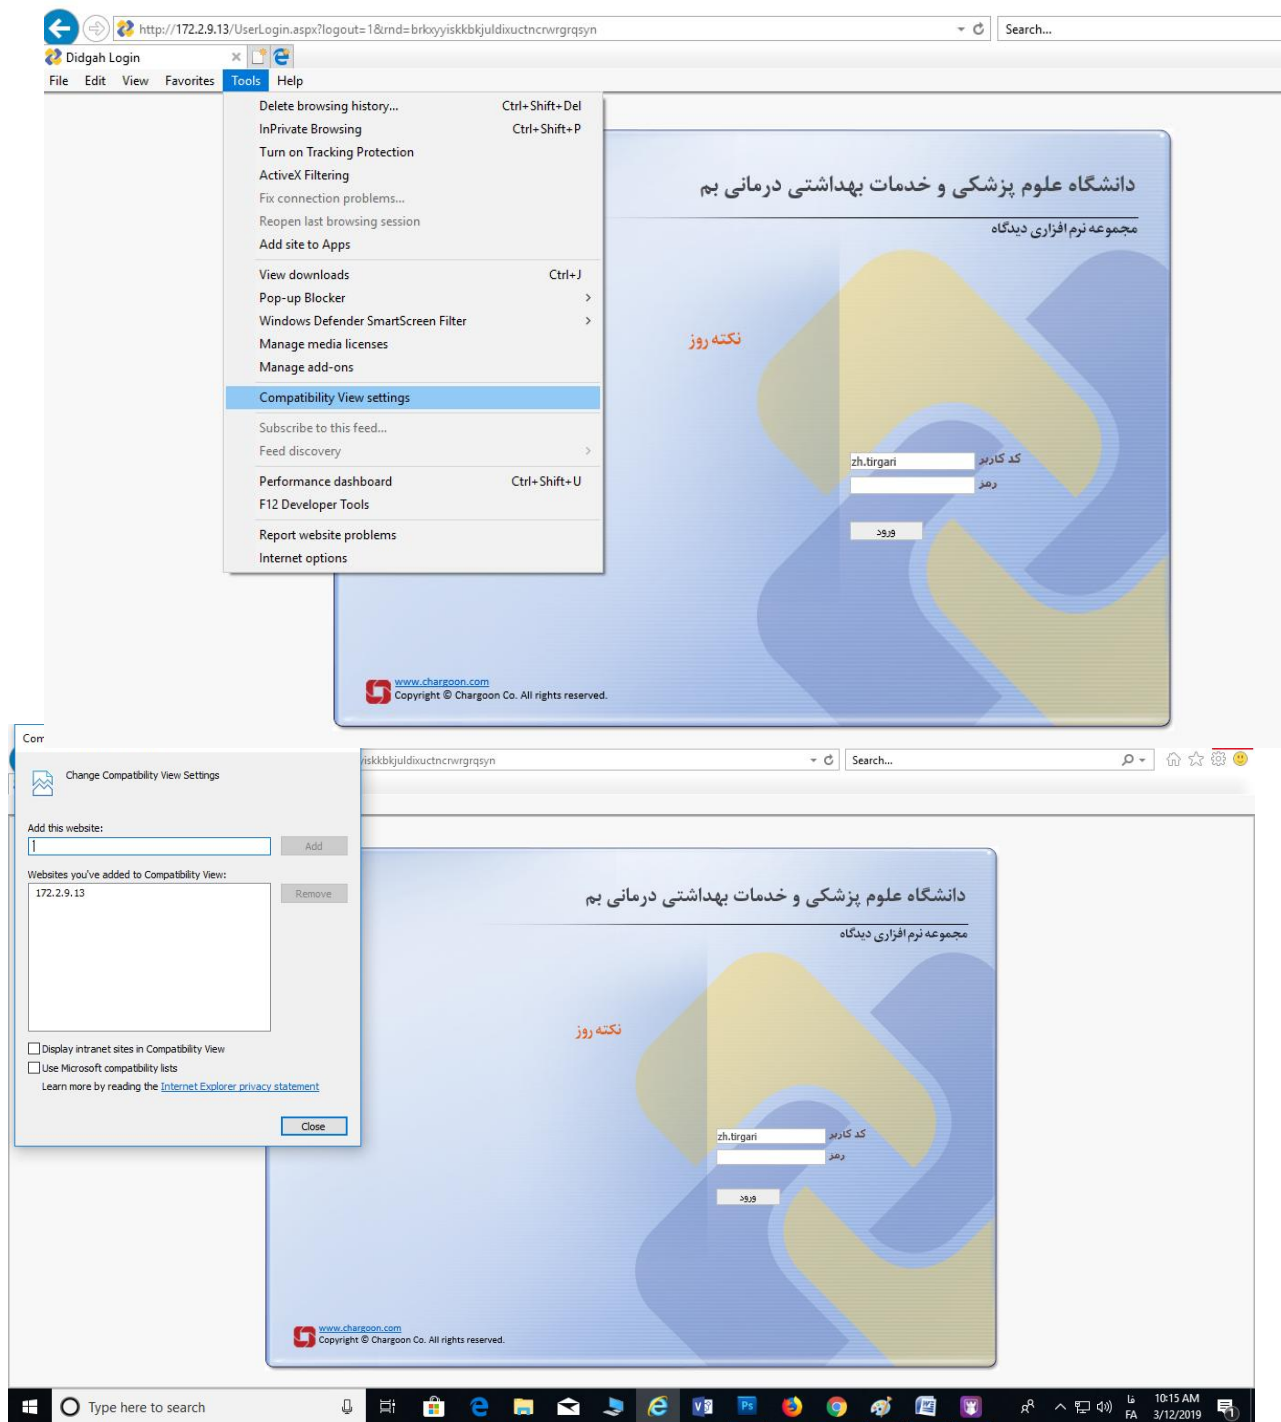 http://172.2.9.13/UserLogin.aspx?logout=1&rnd=brkxyyiskkbkjuldixuctncrwrgrqsyn
Search...
Didgah Login
File Edit View Favorites Tools Help
Delete browsing history... Ctrl+Shift+Del
InPrivate Browsing Ctrl+Shift+P
Turn on Tracking Protection
ActiveX Filtering
Fix connection problems...
Reopen last browsing session
Add site to Apps
View downloads Ctrl+J
Pop-up Blocker
Windows Defender SmartScreen Filter
Manage media licenses
Manage add-ons
Compatibility View settings
Subscribe to this feed...
Feed discovery
Performance dashboard Ctrl+Shift+U
F12 Developer Tools
Report website problems
Internet options
دانشگاه علوم پزشکی و خدمات بهداشتی درمانی بم
مجموعه نرم افزاری دیدگاه
نکته روز
کد کاربر zh.tirgari
رمز
ورود
www.chargoon.com
Copyright © Chargoon Co. All rights reserved.
iskkbkjuldixuctncrwrgrqsyn
Search...
Change Compatibility View Settings
Add this website:
Add
Websites you've added to Compatibility View:
172.2.9.13
Remove
Display intranet sites in Compatibility View
Use Microsoft compatibility lists
Learn more by reading the Internet Explorer privacy statement
Close
دانشگاه علوم پزشکی و خدمات بهداشتی درمانی بم
مجموعه نرم افزاری دیدگاه
نکته روز
کد کاربر zh.tirgari
رمز
ورود
www.chargoon.com
Copyright © Chargoon Co. All rights reserved.
Type here to search
فا
FA
10:15 AM
3/12/2019